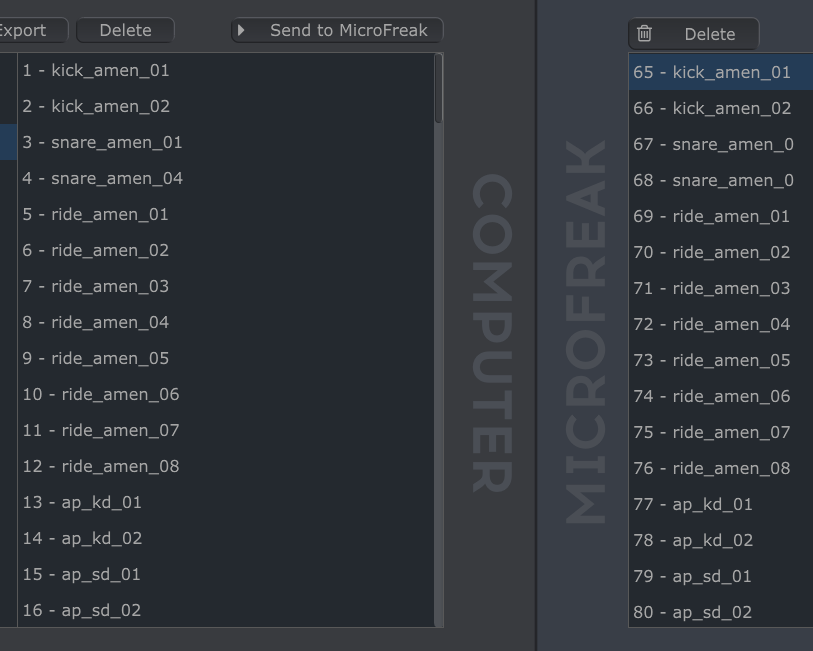 Export
Delete
Send to MicroFreak
1 - kick_amen_01
2 - kick_amen_02
3 - snare_amen_01
4 - snare_amen_04
5 - ride_amen_01
6 - ride_amen_02
7 - ride_amen_03
8 - ride_amen_04
9 - ride_amen_05
10 - ride_amen_06
11 - ride_amen_07
12 - ride_amen_08
13 - ap_kd_01
14 - ap_kd_02
15 - ap_sd_01
16 - ap_sd_02
COMPUTER
MICROFREAK
Delete
65 - kick_amen_01
66 - kick_amen_02
67 - snare_amen_0
68 - snare_amen_0
69 - ride_amen_01
70 - ride_amen_02
71 - ride_amen_03
72 - ride_amen_04
73 - ride_amen_05
74 - ride_amen_06
75 - ride_amen_07
76 - ride_amen_08
77 - ap_kd_01
78 - ap_kd_02
79 - ap_sd_01
80 - ap_sd_02